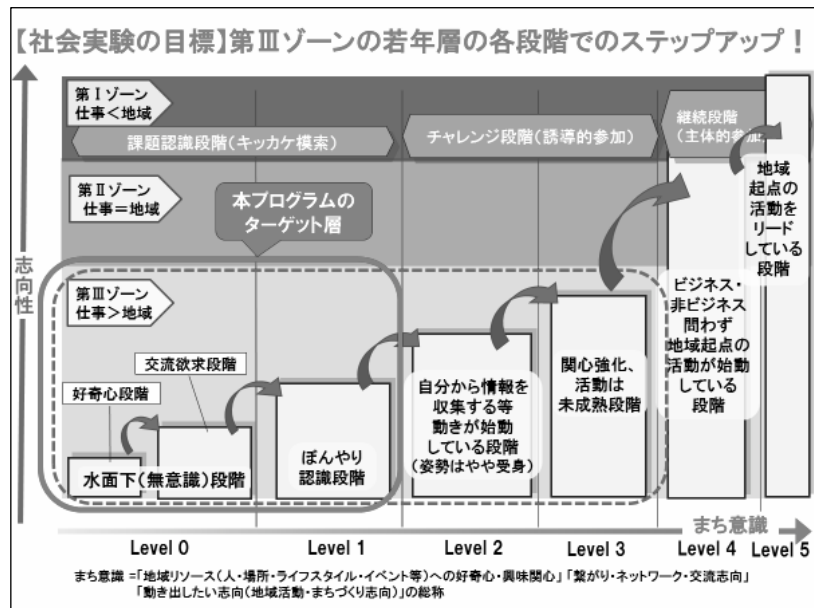 【社会実験の目標】第Ⅲゾーンの若年層の各段階でのステップアップ！
第Ⅰゾーン
仕事＜地域
課題認識段階（キッカケ模索）
チャレンジ段階（誘導的参加）
継続段階
（主体的参加）
第Ⅱゾーン
仕事＝地域
本プログラムの
ターゲット層
第Ⅲゾーン
仕事＞地域
志向性
好奇心段階
交流欲求段階
水面下（無意識）段階
ぼんやり
認識段階
自分から情報を
収集する等
動きが始動
している段階
（姿勢はやや受身）
関心強化、
活動は
未成熟段階
ビジネス・
非ビジネス
問わず
地域起点の
活動が始動
している
段階
地域
起点の
活動を
リード
している
段階
まち意識
Level 0
Level 1
Level 2
Level 3
Level 4
Level 5
まち意識 =「地域リソース（人・場所・ライフスタイル・イベント等）への好奇心・興味関心」「繋がり・ネットワーク・交流志向」
「動き出したい志向（地域活動・まちづくり志向）」の総称